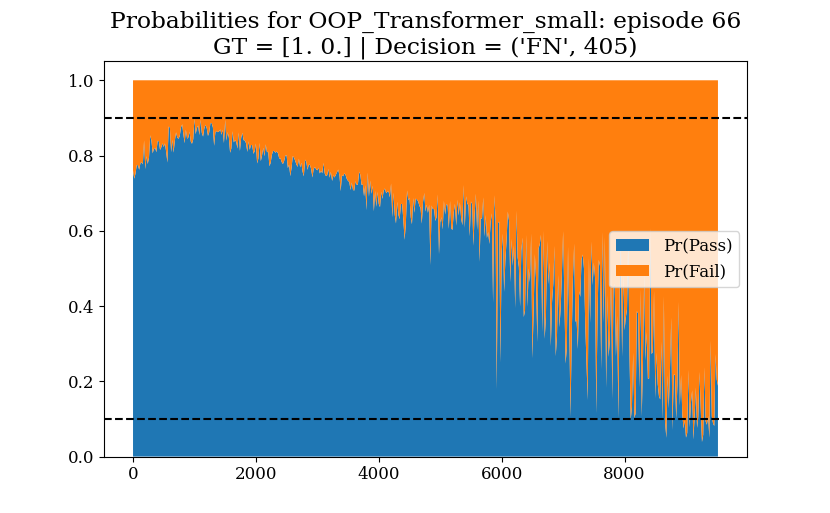 Probabilities for OOP_Transformer_small: episode 66
GT = [1. 0.] | Decision = ('FN', 405)
1.0
0.8
0.6
0.4
0.2
0.0
Pr(Pass)
Pr(Fail)
0
2000
4000
6000
8000